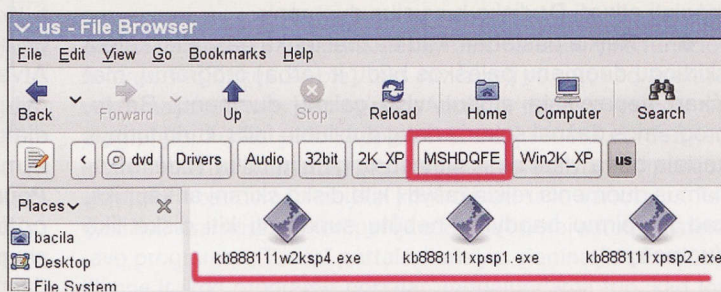 us - File Browser
File Edit View Go Bookmarks Help
Back Forward Up Stop Reload Home Computer Search
dvd Drivers Audio 32bit 2K_XP MSHDQFE Win2K_XP us
Places
bacila
Desktop
File System
kb888111w2ksp4.exe kb888111xpsp1.exe kb888111xpsp2.exe